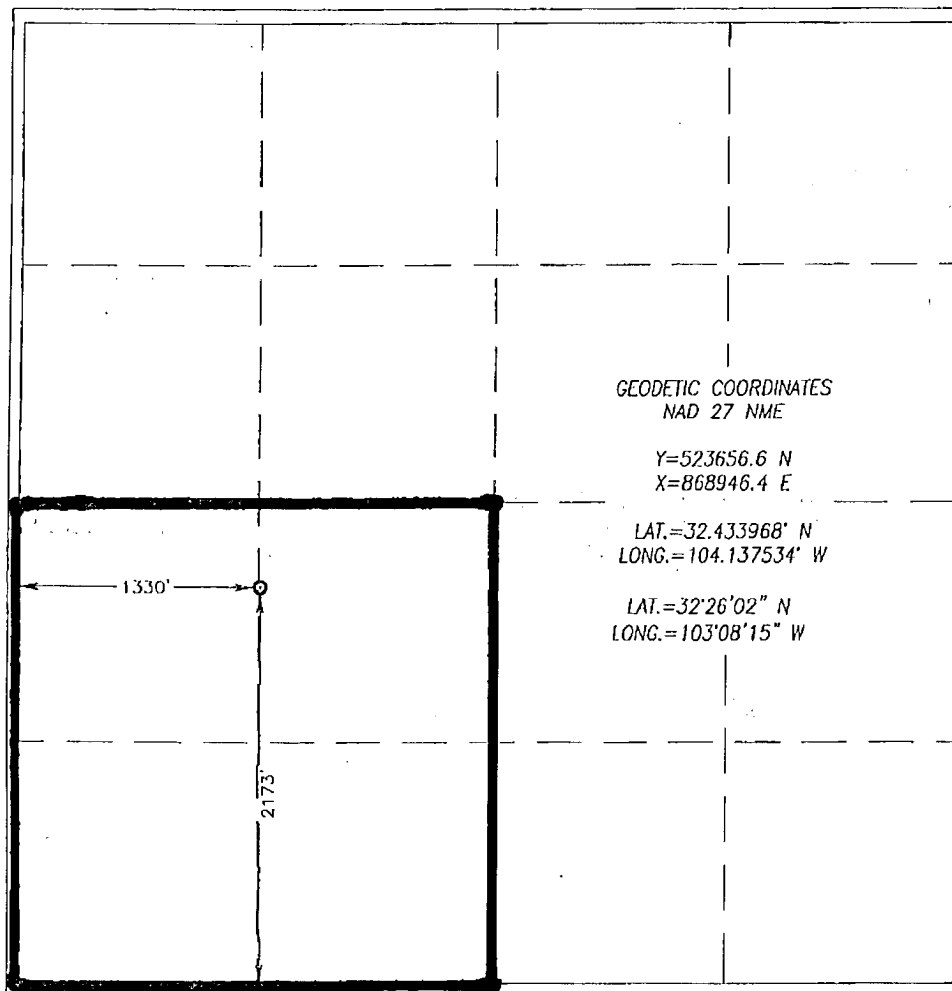 GEODETIC COORDINATES
NAD 27 NME
Y=523656.6 N
X=868946.4 E
LAT.=32.433968° N
LONG.=104.137534° W
LAT.=32°26'02" N
LONG.=103°08'15" W
1330'
2173'